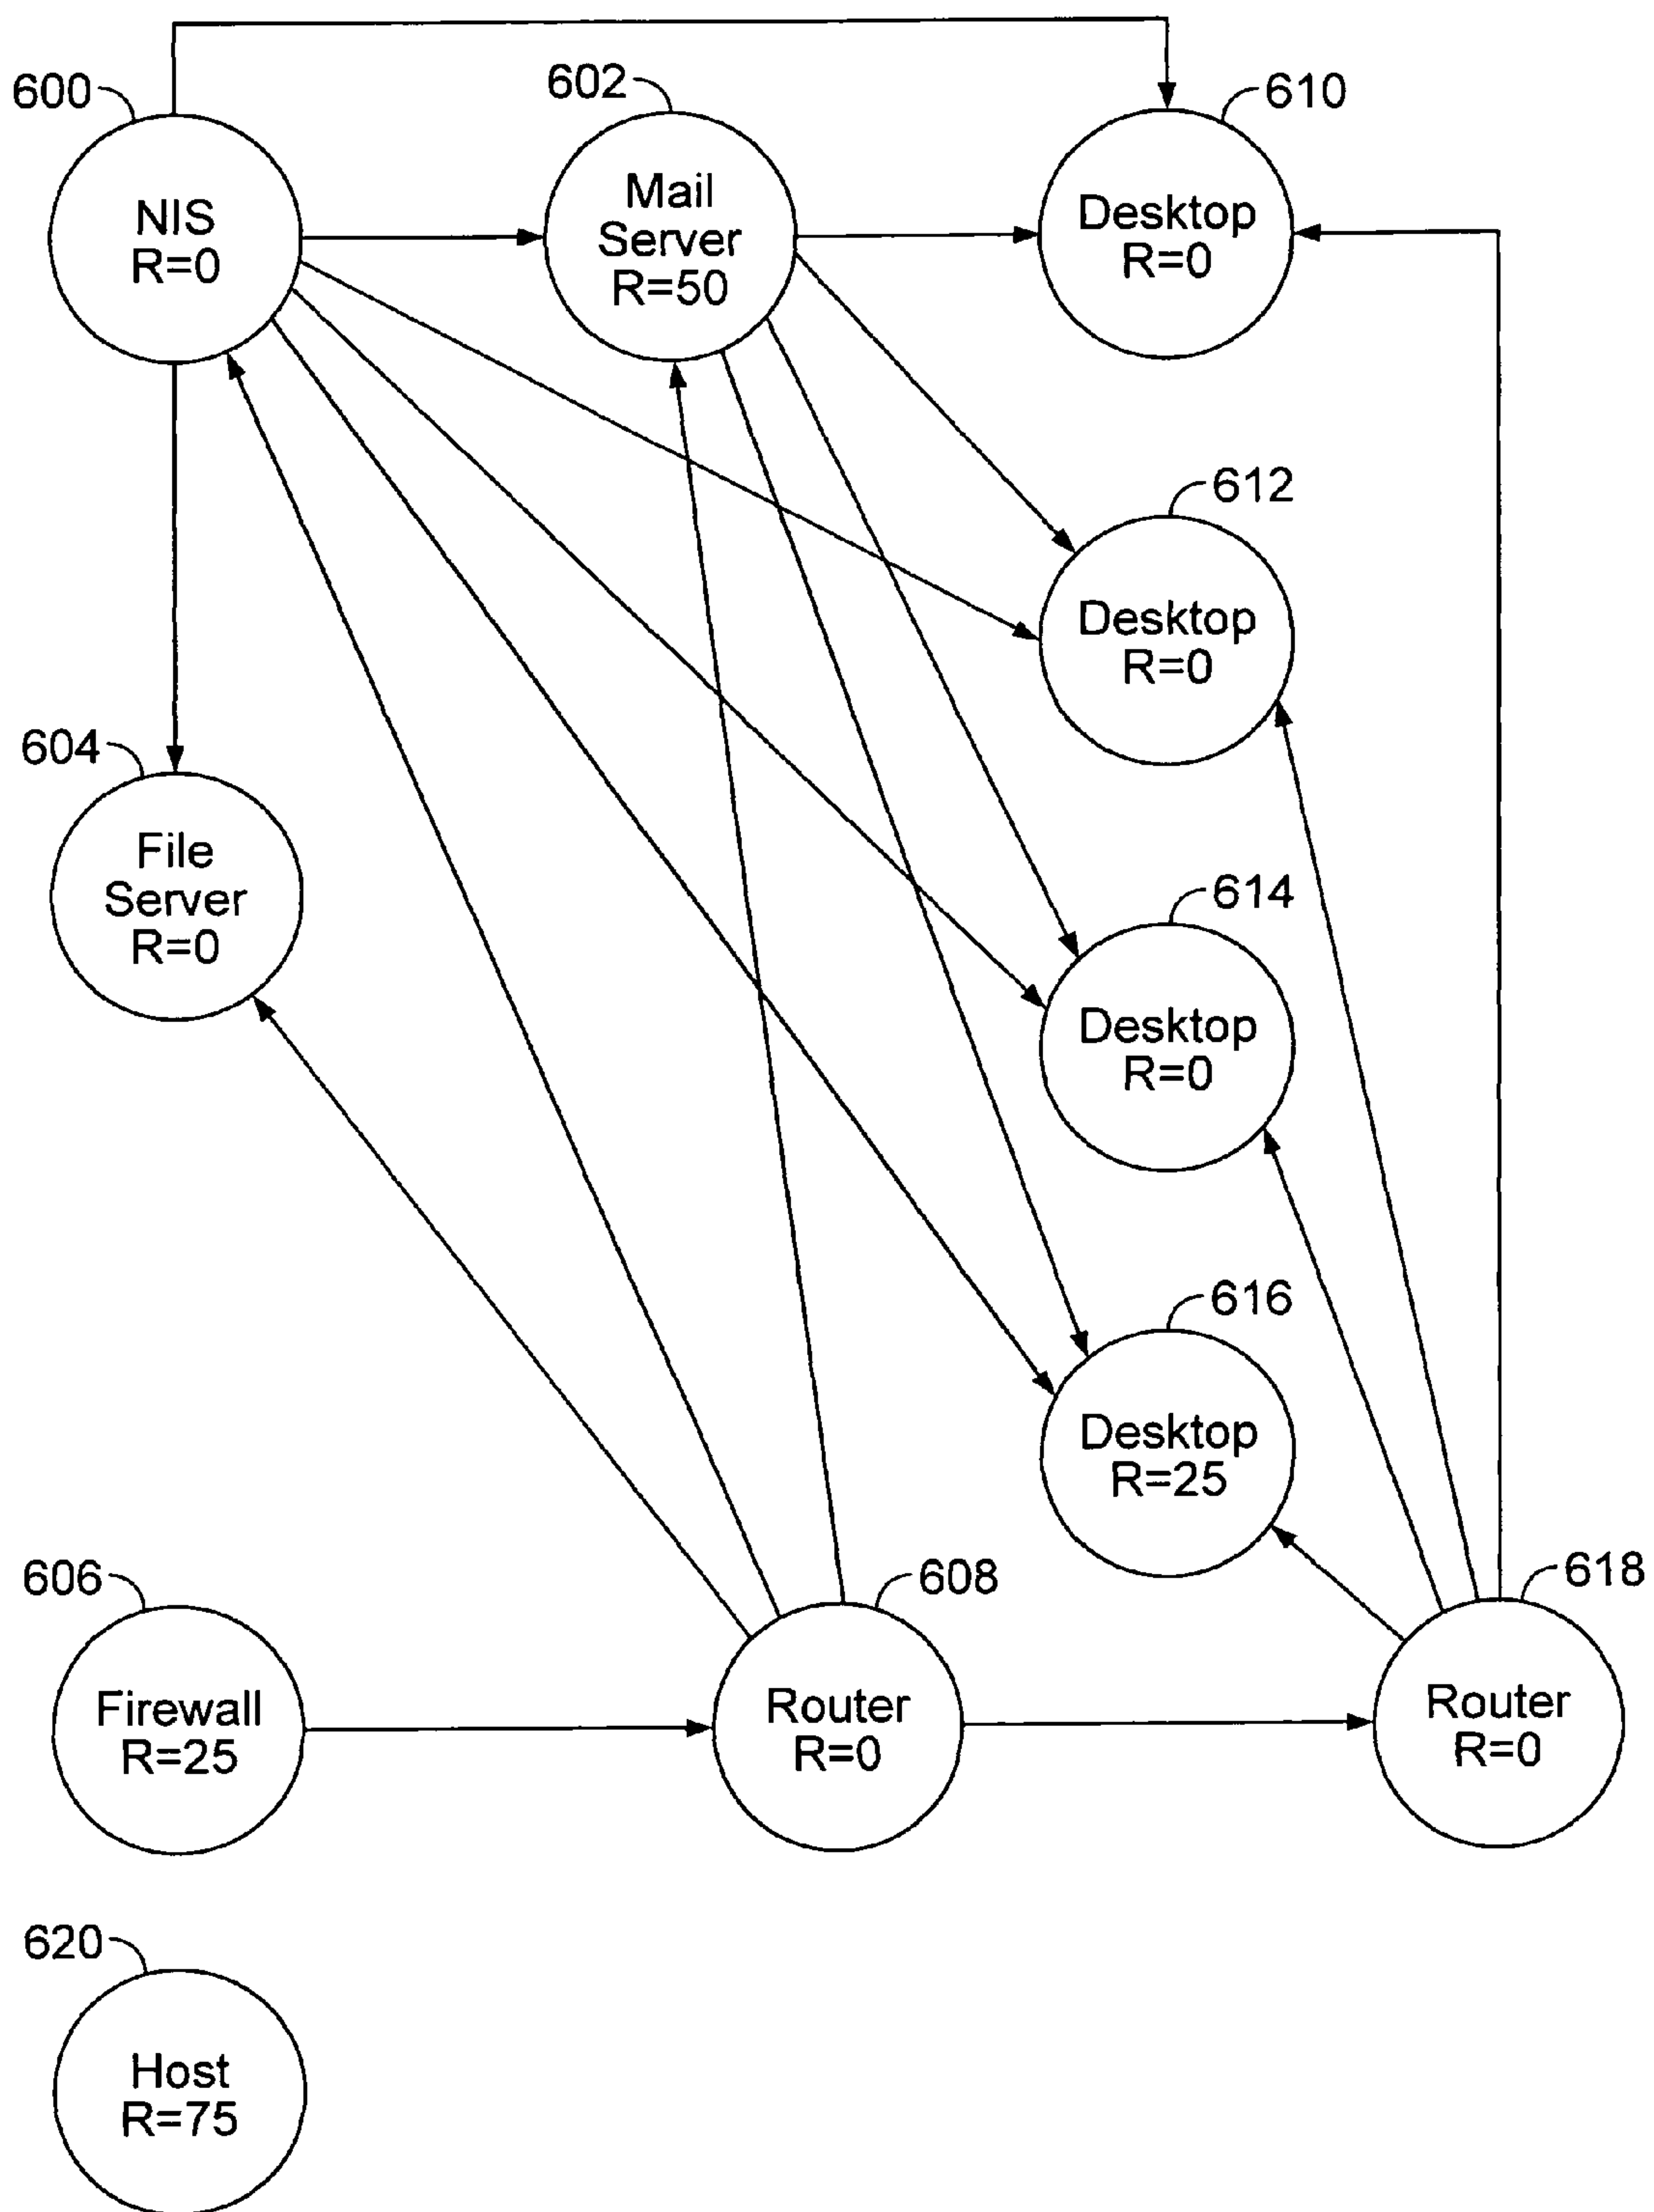 600
NIS
R=0
602
Mail
Server
R=50
610
Desktop
R=0
612
Desktop
R=0
604
File
Server
R=0
614
Desktop
R=0
616
Desktop
R=25
606
Firewall
R=25
608
Router
R=0
618
Router
R=0
620
Host
R=75